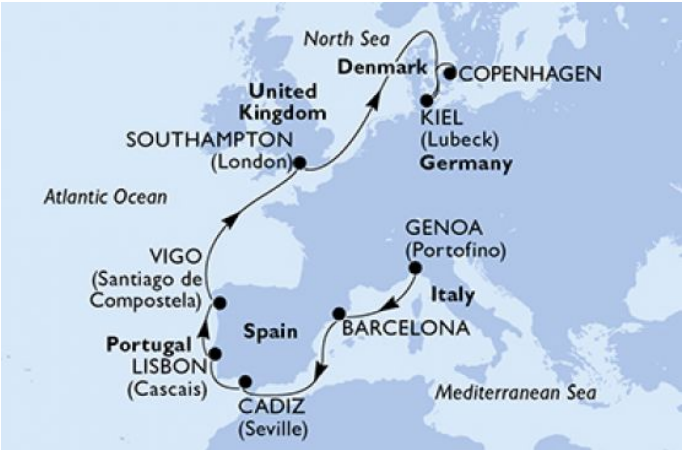 North Sea
Denmark
COPENHAGEN
United
Kingdom
KIEL
(Lubeck)
Germany
SOUTHAMPTON
(London)
Atlantic Ocean
GENOA
(Portofino)
VIGO
(Santiago de
Compostela)
Italy
BARCELONA
Spain
Portugal
LISBON
(Cascais)
CADIZ
(Seville)
Mediterranean Sea